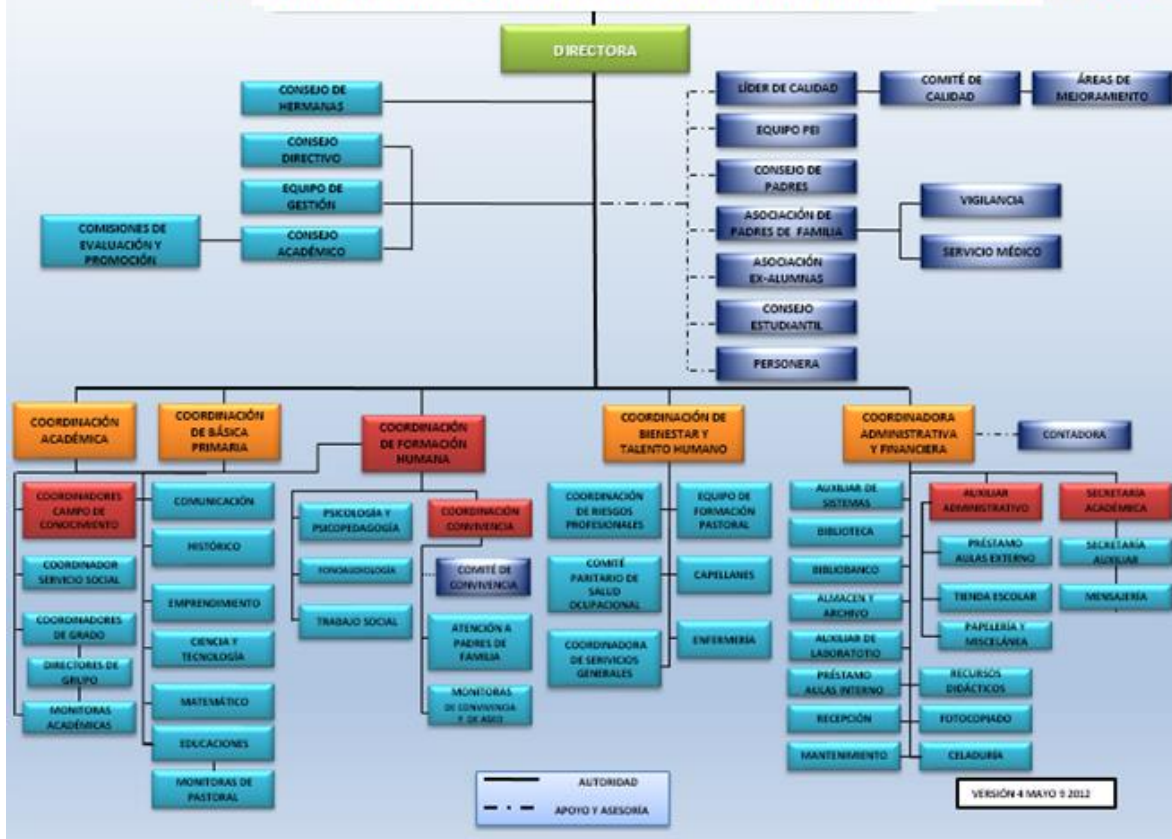 DIRECTORA
CONSEJO DE
HERMANAS
CONSEJO
DIRECTIVO
EQUIPO DE
GESTIÓN
CONSEJO
ACADÉMICO
COMISIONES DE
EVALUACIÓN Y
PROMOCIÓN
LÍDER DE CALIDAD
COMITÉ DE
CALIDAD
ÁREAS DE
MEJORAMIENTO
EQUIPO PEI
CONSEJO DE
PADRES
ASOCIACIÓN DE
PADRES DE FAMILIA
VIGILANCIA
SERVICIO MÉDICO
ASOCIACIÓN
EX-ALUMNAS
CONSEJO
ESTUDIANTIL
PERSONERA
COORDINACIÓN
ACADÉMICA
COORDINACIÓN
DE BÁSICA
PRIMARIA
COORDINACIÓN
DE FORMACIÓN
HUMANA
COORDINACIÓN DE
BIENESTAR Y
TALENTO HUMANO
COORDINADORA
ADMINISTRATIVA
Y FINANCIERA
CONTADORA
COORDINADORES
CAMPO DE
CONOCIMIENTO
COORDINADOR
SERVICIO SOCIAL
COORDINADORES
DE GRADO
DIRECTORES DE
GRUPO
MONITORAS
ACADÉMICAS
COMUNICACIÓN
HISTÓRICO
EMPRENDIMIENTO
CIENCIA Y
TECNOLOGÍA
MATEMÁTICO
EDUCACIONES
MONITORAS DE
PASTORAL
PSICOLOGÍA Y
PSICOPEDAGOGÍA
FONOAUDIOLOGÍA
TRABAJO SOCIAL
COORDINACIÓN
CONVIVENCIA
COMITÉ DE
CONVIVENCIA
ATENCIÓN A
PADRES DE
FAMILIA
MONITORAS
DE CONVIVENCIA
Y DE ASEO
COORDINACIÓN
DE RIESGOS
PROFESIONALES
COMITÉ
PARITARIO DE
SALUD
OCUPACIONAL
COORDINADORA
DE SERIVICIOS
GENERALES
EQUIPO DE
FORMACIÓN
PASTORAL
CAPELLANES
ENFERMERÍA
AUXILIAR DE
SISTEMAS
BIBLIOTECA
BIBLIOBANCO
ALMACEN Y
ARCHIVO
AUXILIAR DE
LABORATOTIO
PRÉSTAMO
AULAS INTERNO
RECEPCIÓN
MANTENIMIENTO
AUXILIAR
ADMINISTRATIVO
PRÉSTAMO
AULAS EXTERNO
TIENDA ESCOLAR
PAPELERÍA Y
MISCELÁNEA
RECURSOS
DIDÁCTICOS
FOTOCOPIADO
CELADURÍA
SECRETARÍA
ACADÉMICA
SECRETARÍA
AUXILIAR
MENSAJERÍA
AUTORIDAD
APOYO Y ASESORÍA
VERSIÓN 4 MAYO 9 2012